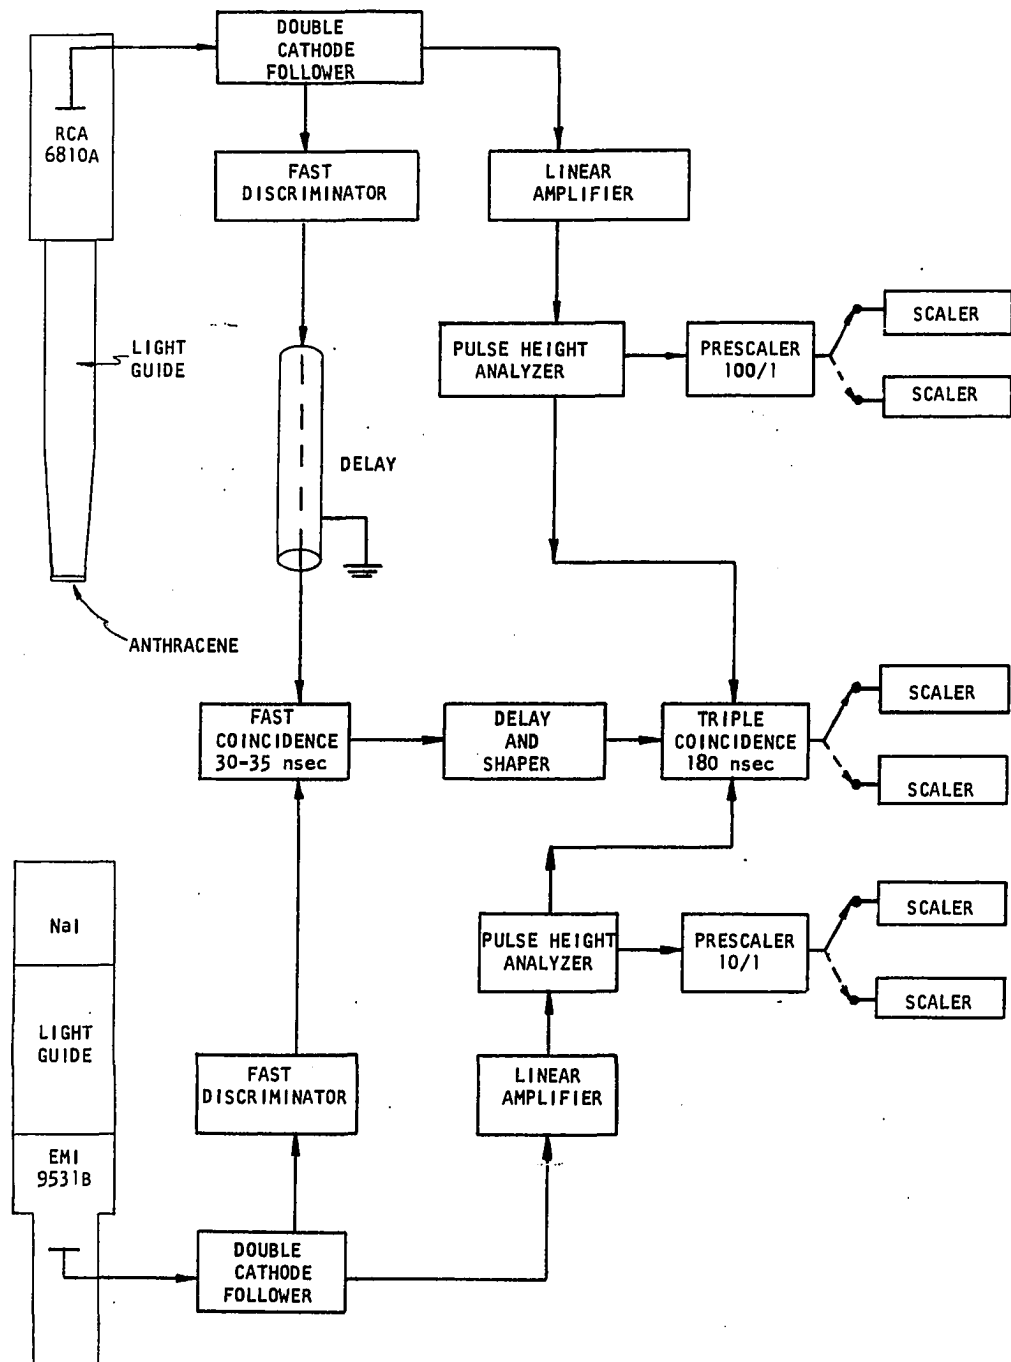 DOUBLE
CATHODE
FOLLOWER
RCA
6810A
FAST
DISCRIMINATOR
LINEAR
AMPLIFIER
LIGHT
GUIDE
PULSE HEIGHT
ANALYZER
PRESCALER
100/1
SCALER
SCALER
DELAY
ANTHRACENE
FAST
COINCIDENCE
30-35 nsec
DELAY
AND
SHAPER
TRIPLE
COINCIDENCE
180 nsec
SCALER
SCALER
NaI
LIGHT
GUIDE
EMI
9531B
PULSE HEIGHT
ANALYZER
PRESCALER
10/1
SCALER
SCALER
FAST
DISCRIMINATOR
LINEAR
AMPLIFIER
DOUBLE
CATHODE
FOLLOWER